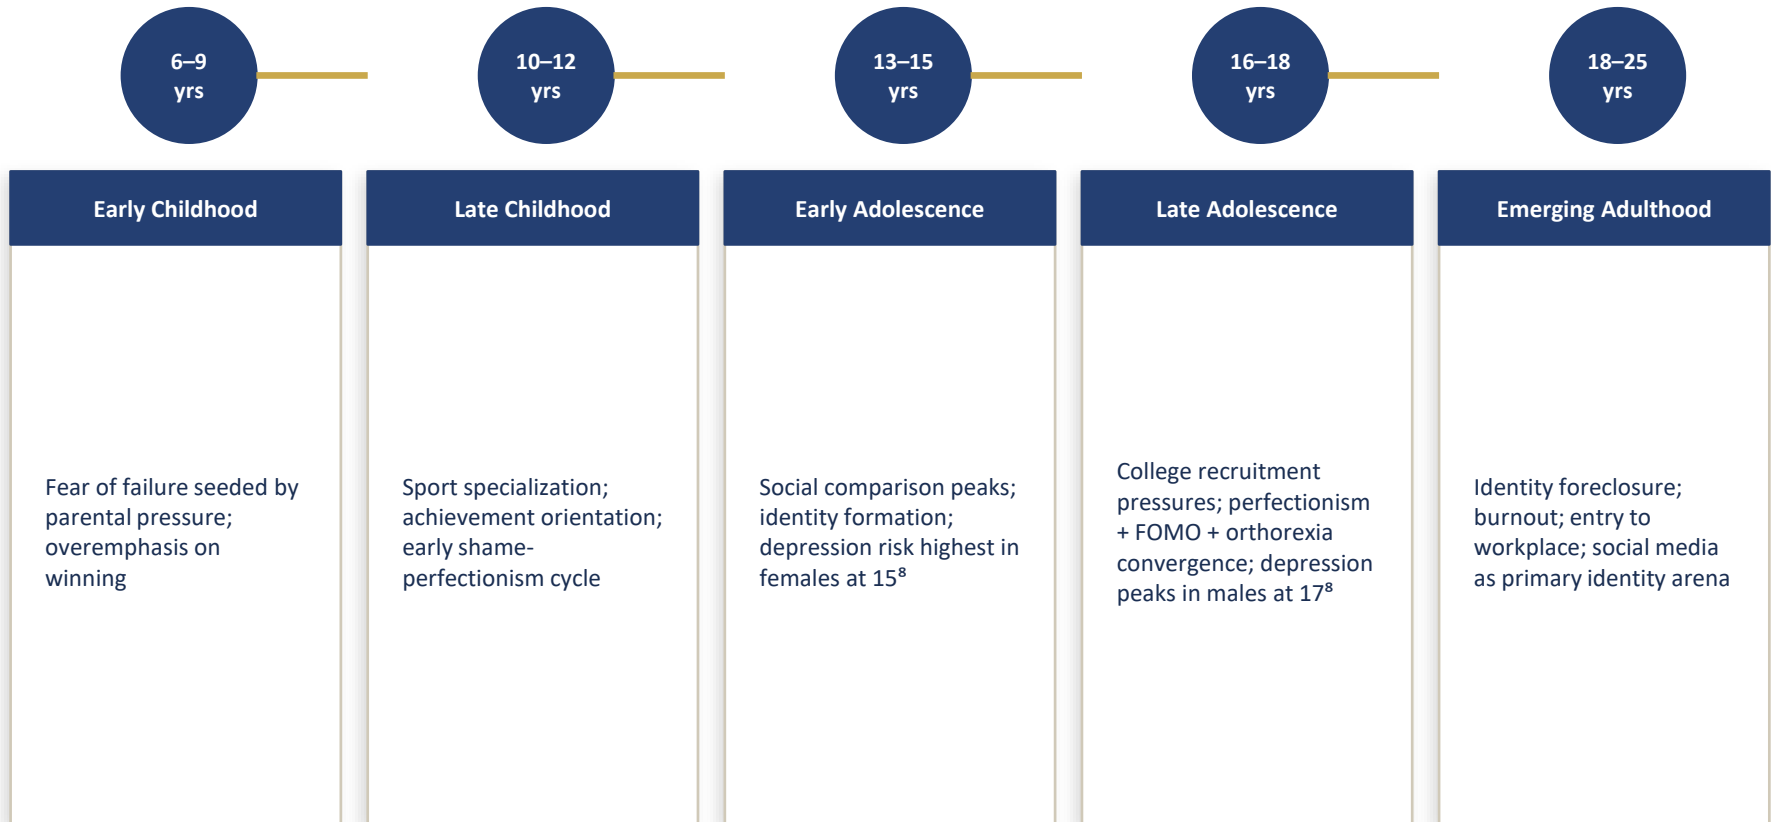 6–9
yrs
10–12
yrs
13–15
yrs
16–18
yrs
18–25
yrs
Early Childhood
Fear of failure seeded by
parental pressure;
overemphasis on
winning
Late Childhood
Sport specialization;
achievement orientation;
early shame-
perfectionism cycle
Early Adolescence
Social comparison peaks;
identity formation;
depression risk highest in
females at 15⁸
Late Adolescence
College recruitment
pressures; perfectionism
+ FOMO + orthorexia
convergence; depression
peaks in males at 17⁸
Emerging Adulthood
Identity foreclosure;
burnout; entry to
workplace; social media
as primary identity arena